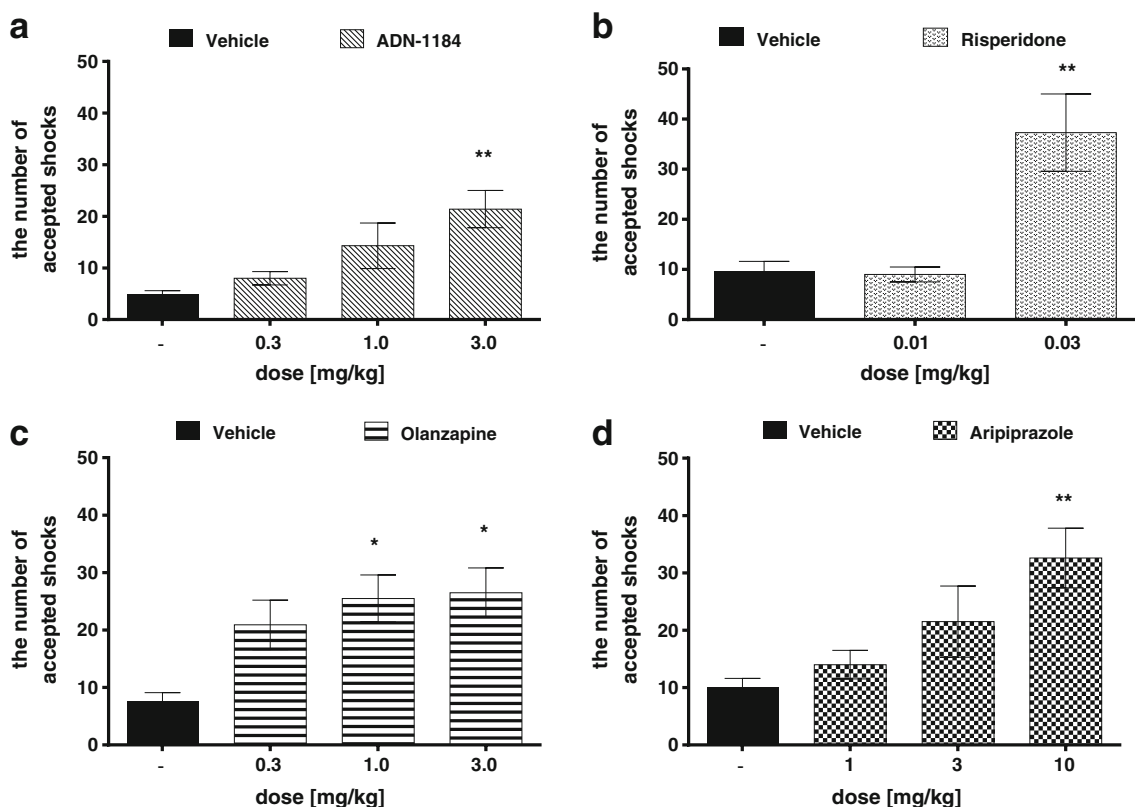 a
Vehicle ADN-1184
50
40
30
20
10
0
the number of
accepted shocks
**
- 0.3 1.0 3.0
dose [mg/kg]
b
Vehicle Risperidone
50
40
30
20
10
0
the number of
accepted shocks
**
- 0.01 0.03
dose [mg/kg]
c
Vehicle Olanzapine
50
40
30
20
10
0
the number of
accepted shocks
* *
- 0.3 1.0 3.0
dose [mg/kg]
d
Vehicle Aripiprazole
50
40
30
20
10
0
the number of
accepted shocks
**
- 1 3 10
dose [mg/kg]